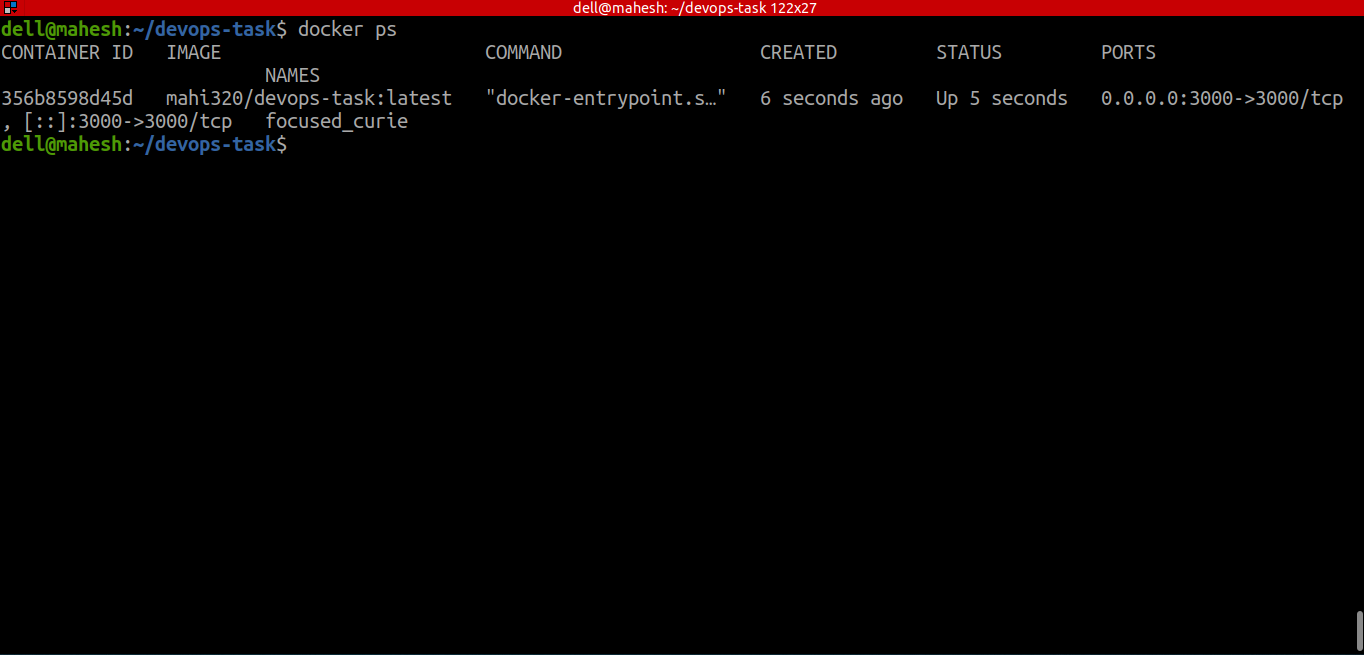 dell@mahesh: ~/devops-task 122x27
dell@mahesh:~/devops-task$ docker ps
CONTAINER ID   IMAGE                        COMMAND                  CREATED         STATUS         PORTS
                        NAMES
356b8598d45d   mahi320/devops-task:latest   "docker-entrypoint.s…"   6 seconds ago   Up 5 seconds   0.0.0.0:3000->3000/tcp
, [::]:3000->3000/tcp   focused_curie
dell@mahesh:~/devops-task$